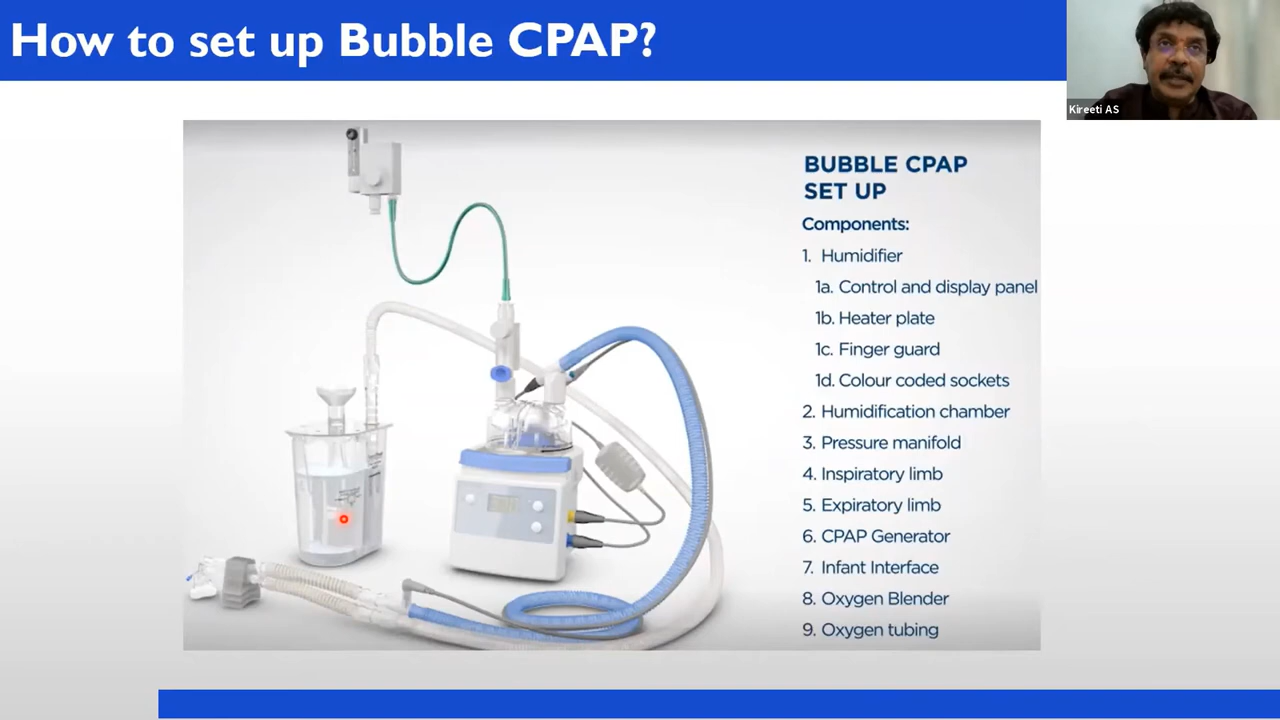 How to set up Bubble CPAP?
Kireeti AS
BUBBLE CPAP
SET UP
Components:
1. Humidifier
1a. Control and display panel
1b. Heater plate
1c. Finger guard
1d. Colour coded sockets
2. Humidification chamber
3. Pressure manifold
4. Inspiratory limb
5. Expiratory limb
6. CPAP Generator
7. Infant Interface
8. Oxygen Blender
9. Oxygen tubing